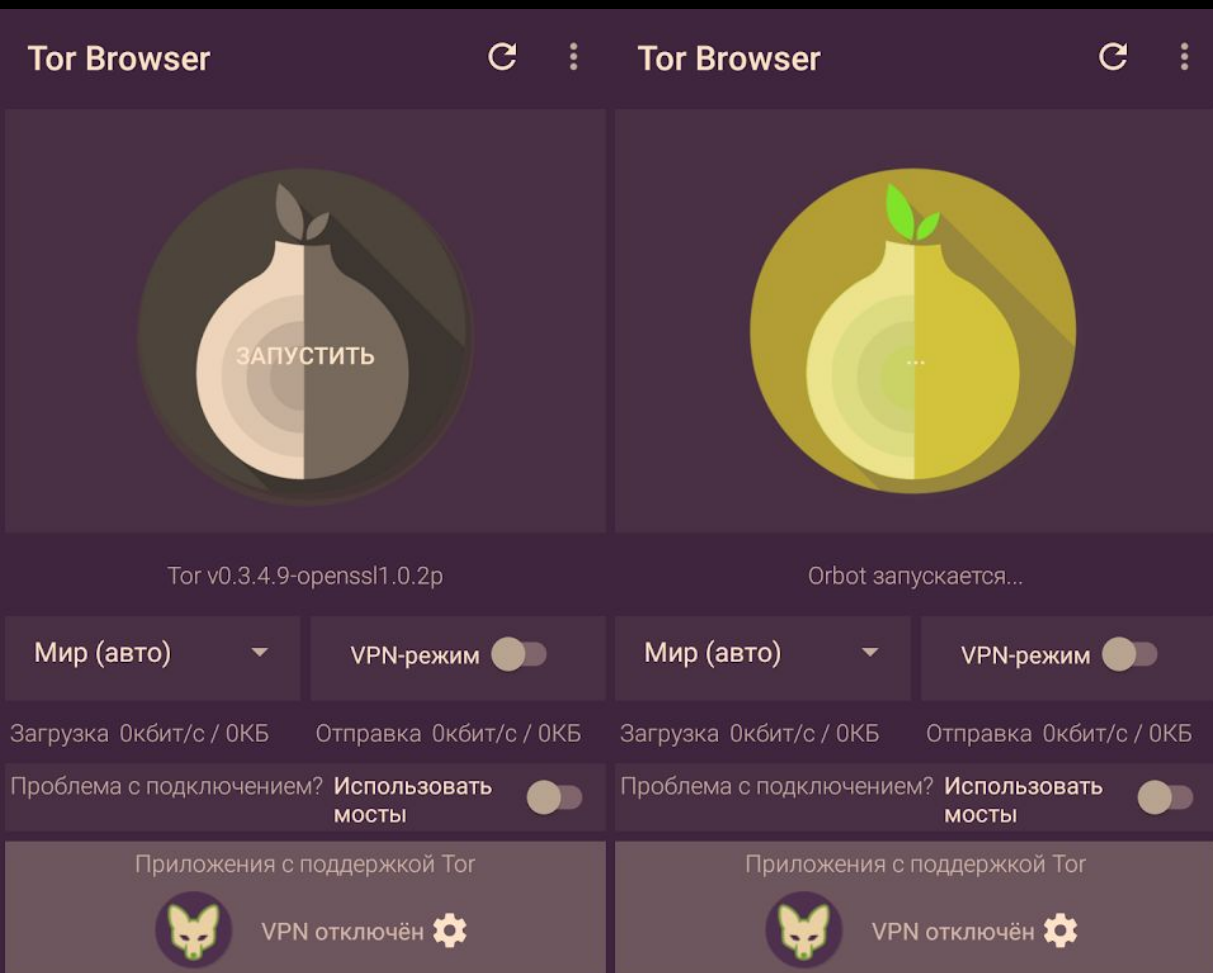 Tor Browser
ЗАПУСТИТЬ
Tor v0.3.4.9-openssl1.0.2p
Мир (авто)
VPN-режим
Загрузка 0кбит/с / 0КБ
Отправка 0кбит/с / 0КБ
Проблема с подключением? Использовать
мосты
Приложения с поддержкой Tor
VPN отключён
Tor Browser
...
Orbot запускается...
Мир (авто)
VPN-режим
Загрузка 0кбит/с / 0КБ
Отправка 0кбит/с / 0КБ
Проблема с подключением? Использовать
мосты
Приложения с поддержкой Tor
VPN отключён